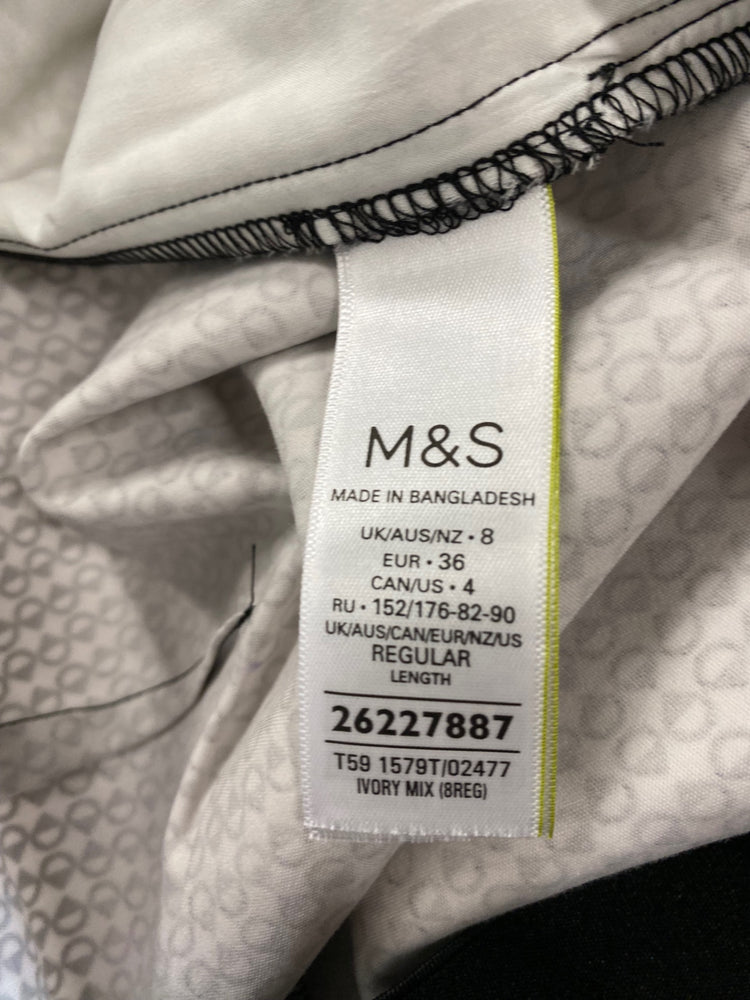 M&S
MADE IN BANGLADESH
UK/AUS/NZ • 8
EUR • 36
CAN/US • 4
RU • 152/176-82-90
UK/AUS/CAN/EUR/NZ/US
REGULAR
LENGTH
26227887
T59 1579T/02477
IVORY MIX (8REG)